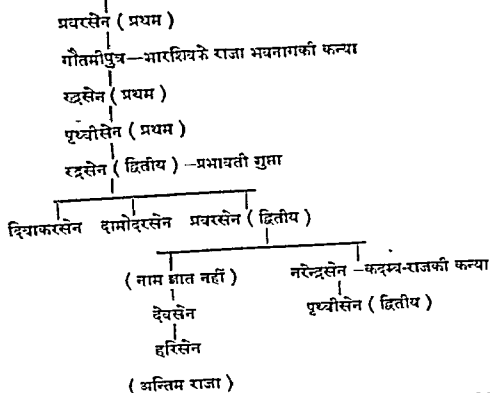 प्रवरसेन ( प्रथम )
गौतमीपुत्र—भारशिवके राजा भवनागकी कन्या
रुद्रसेन ( प्रथम )
पृथ्वीसेन ( प्रथम )
रुद्रसेन ( द्वितीय ) —प्रभावती गुप्ता
दिवाकरसेन दामोदरसेन प्रवरसेन ( द्वितीय )
( नाम ज्ञात नहीं ) नरेन्द्रसेन —कदम्ब-राजकी कन्या
देवसेन पृथ्वीसेन ( द्वितीय )
हरिसेन
( अन्तिम राजा )